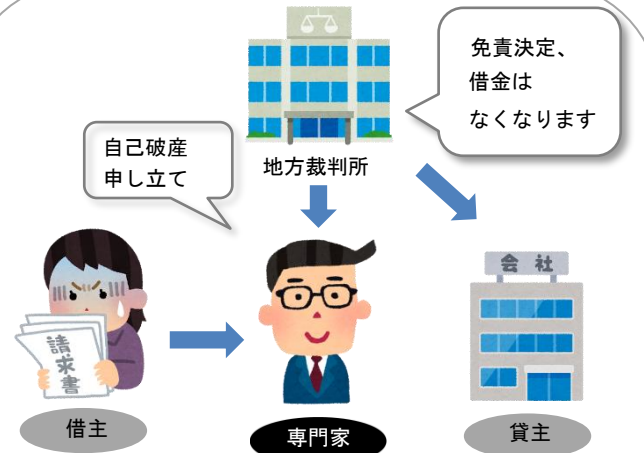 免責決定、
借金は
なくなります
自己破産
申し立て
地方裁判所
会社
請求書
借主
専門家
貸主